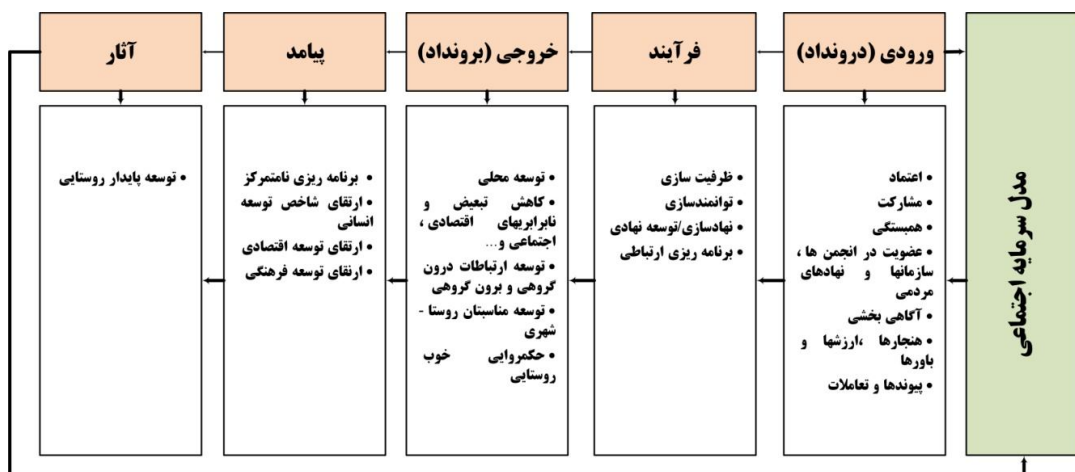 مدل سرمایه اجتماعی
ورودی (درونداد)
• اعتماد
• مشارکت
• همبستگی
• عضویت در انجمن ها ،
سازمانها و نهادهای
مردمی
• آگاهی بخشی
• هنجارها ،ارزشها و
باورها
• پیوندها و تعاملات
فرآیند
• ظرفیت سازی
• توانمندسازی
• نهادسازی/توسعه نهادی
• برنامه ریزی ارتباطی
خروجی (برونداد)
• توسعه محلی
• کاهش تبعیض و
نابرابریهای اقتصادی ،
اجتماعی و...
• توسعه ارتباطات درون
گروهی و برون گروهی
• توسعه مناسبتان روستا -
شهری
• حکمروایی خوب
روستایی
پیامد
• برنامه ریزی نامتمرکز
• ارتقای شاخص توسعه
انسانی
• ارتقای توسعه اقتصادی
• ارتقای توسعه فرهنگی
آثار
• توسعه پایدار روستایی